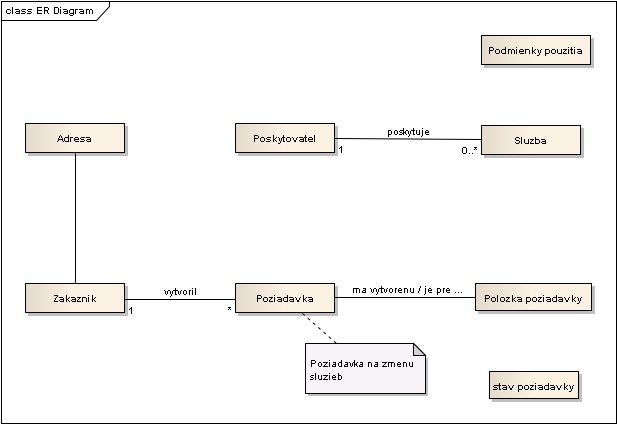 class ER Diagram
Podmienky pouzitia
Adresa
Poskytovatel
poskytuje
1
0..*
Sluzba
Zakaznik
vytvoril
1
*
Poziadavka
ma vytvorenu / je pre ...
Polozka poziadavky
Poziadavka na zmenu
sluzieb
stav poziadavky